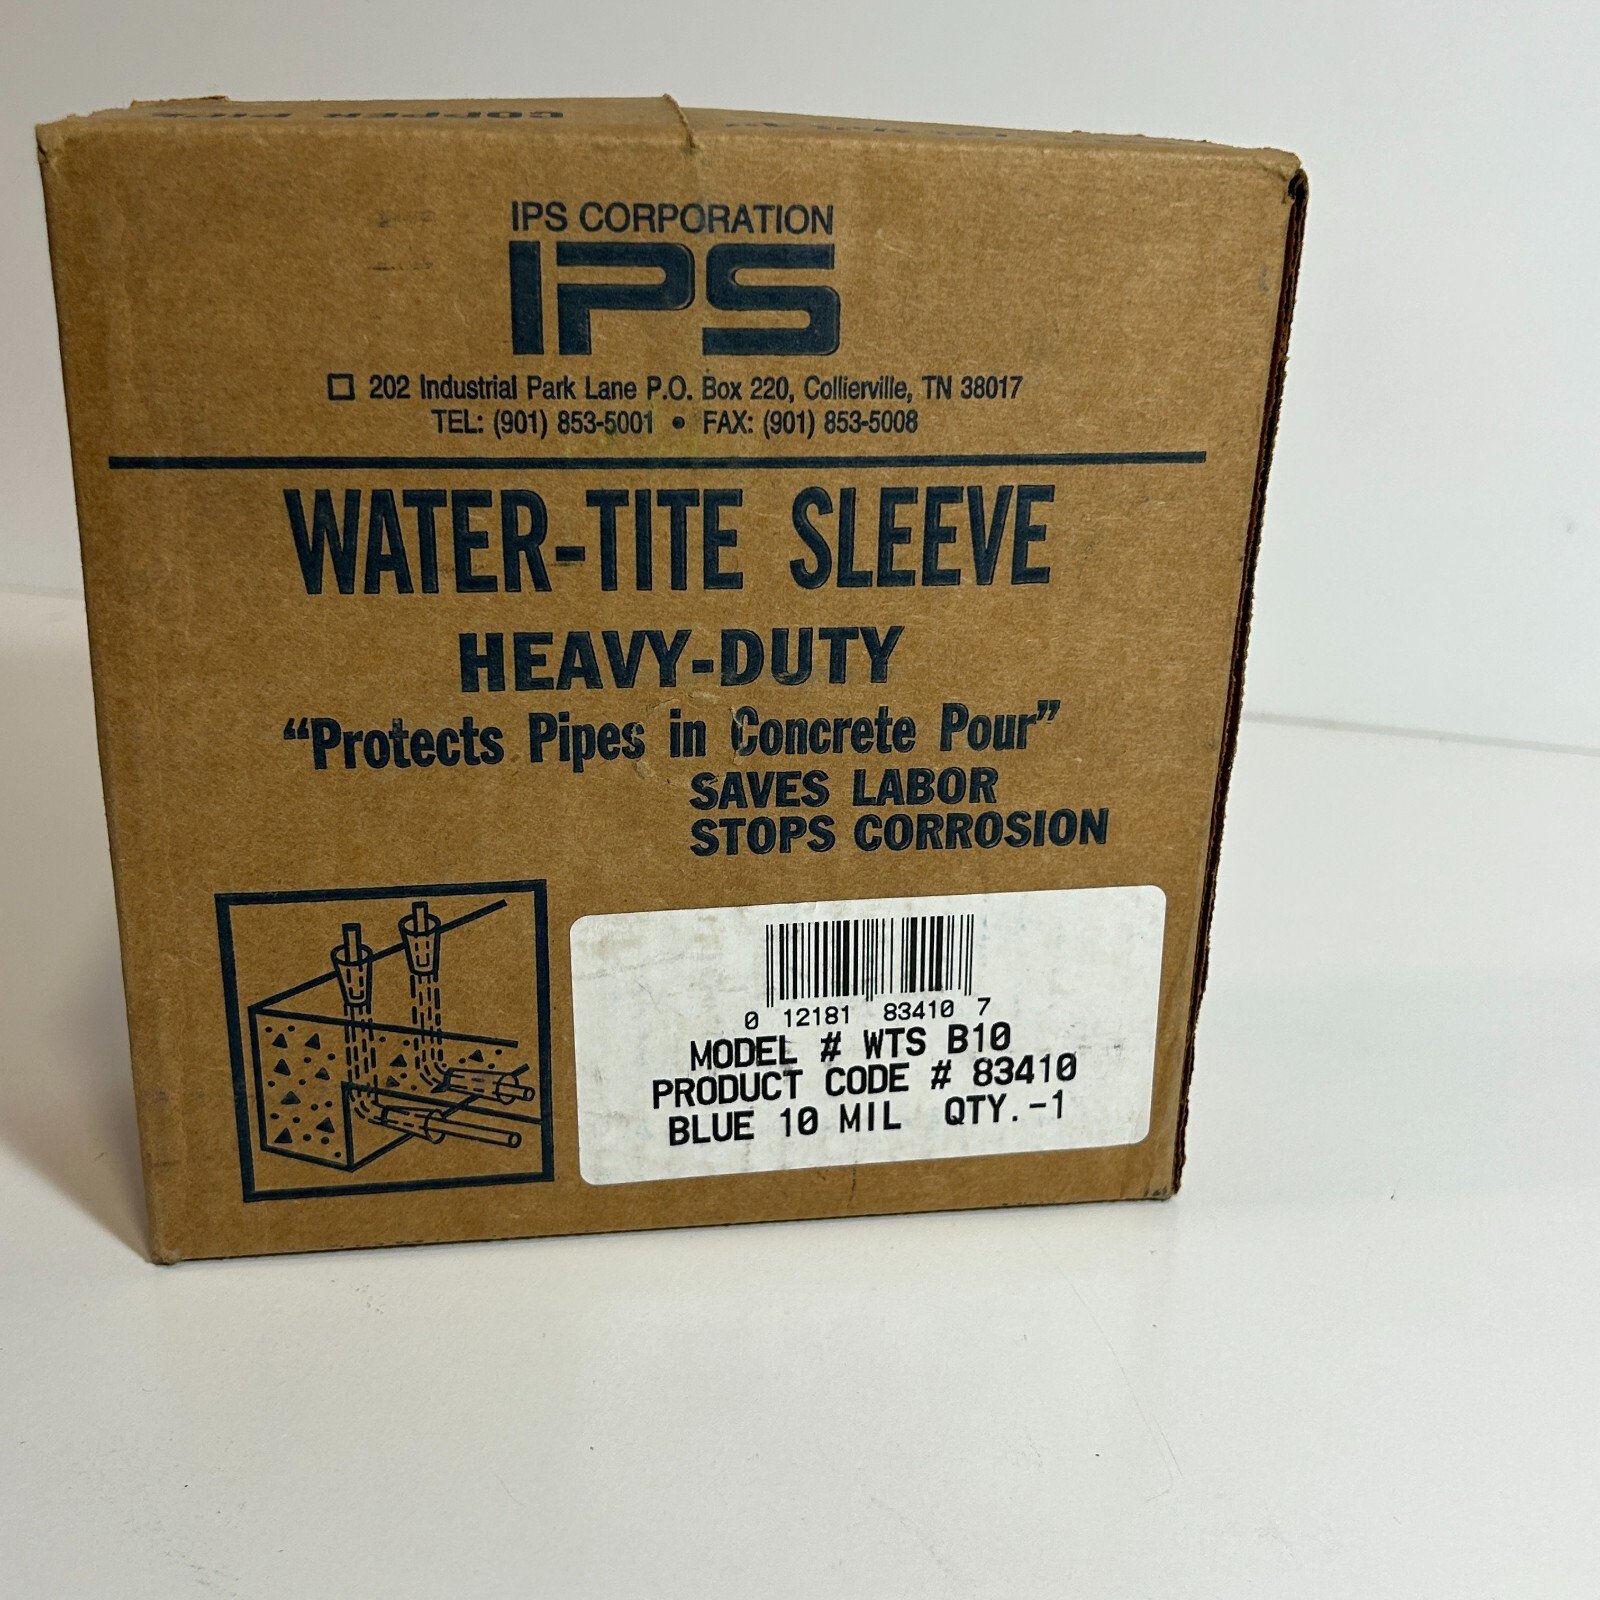 COPPER PIPE
IPS CORPORATION
IPS
202 Industrial Park Lane P.O. Box 220, Collierville, TN 38017
TEL: (901) 853-5001 • FAX: (901) 853-5008
WATER-TITE SLEEVE
HEAVY-DUTY
“Protects Pipes in Concrete Pour”
SAVES LABOR
STOPS CORROSION
0 12181 83410 7
MODEL # WTS B10
PRODUCT CODE # 83410
BLUE 10 MIL QTY.-1